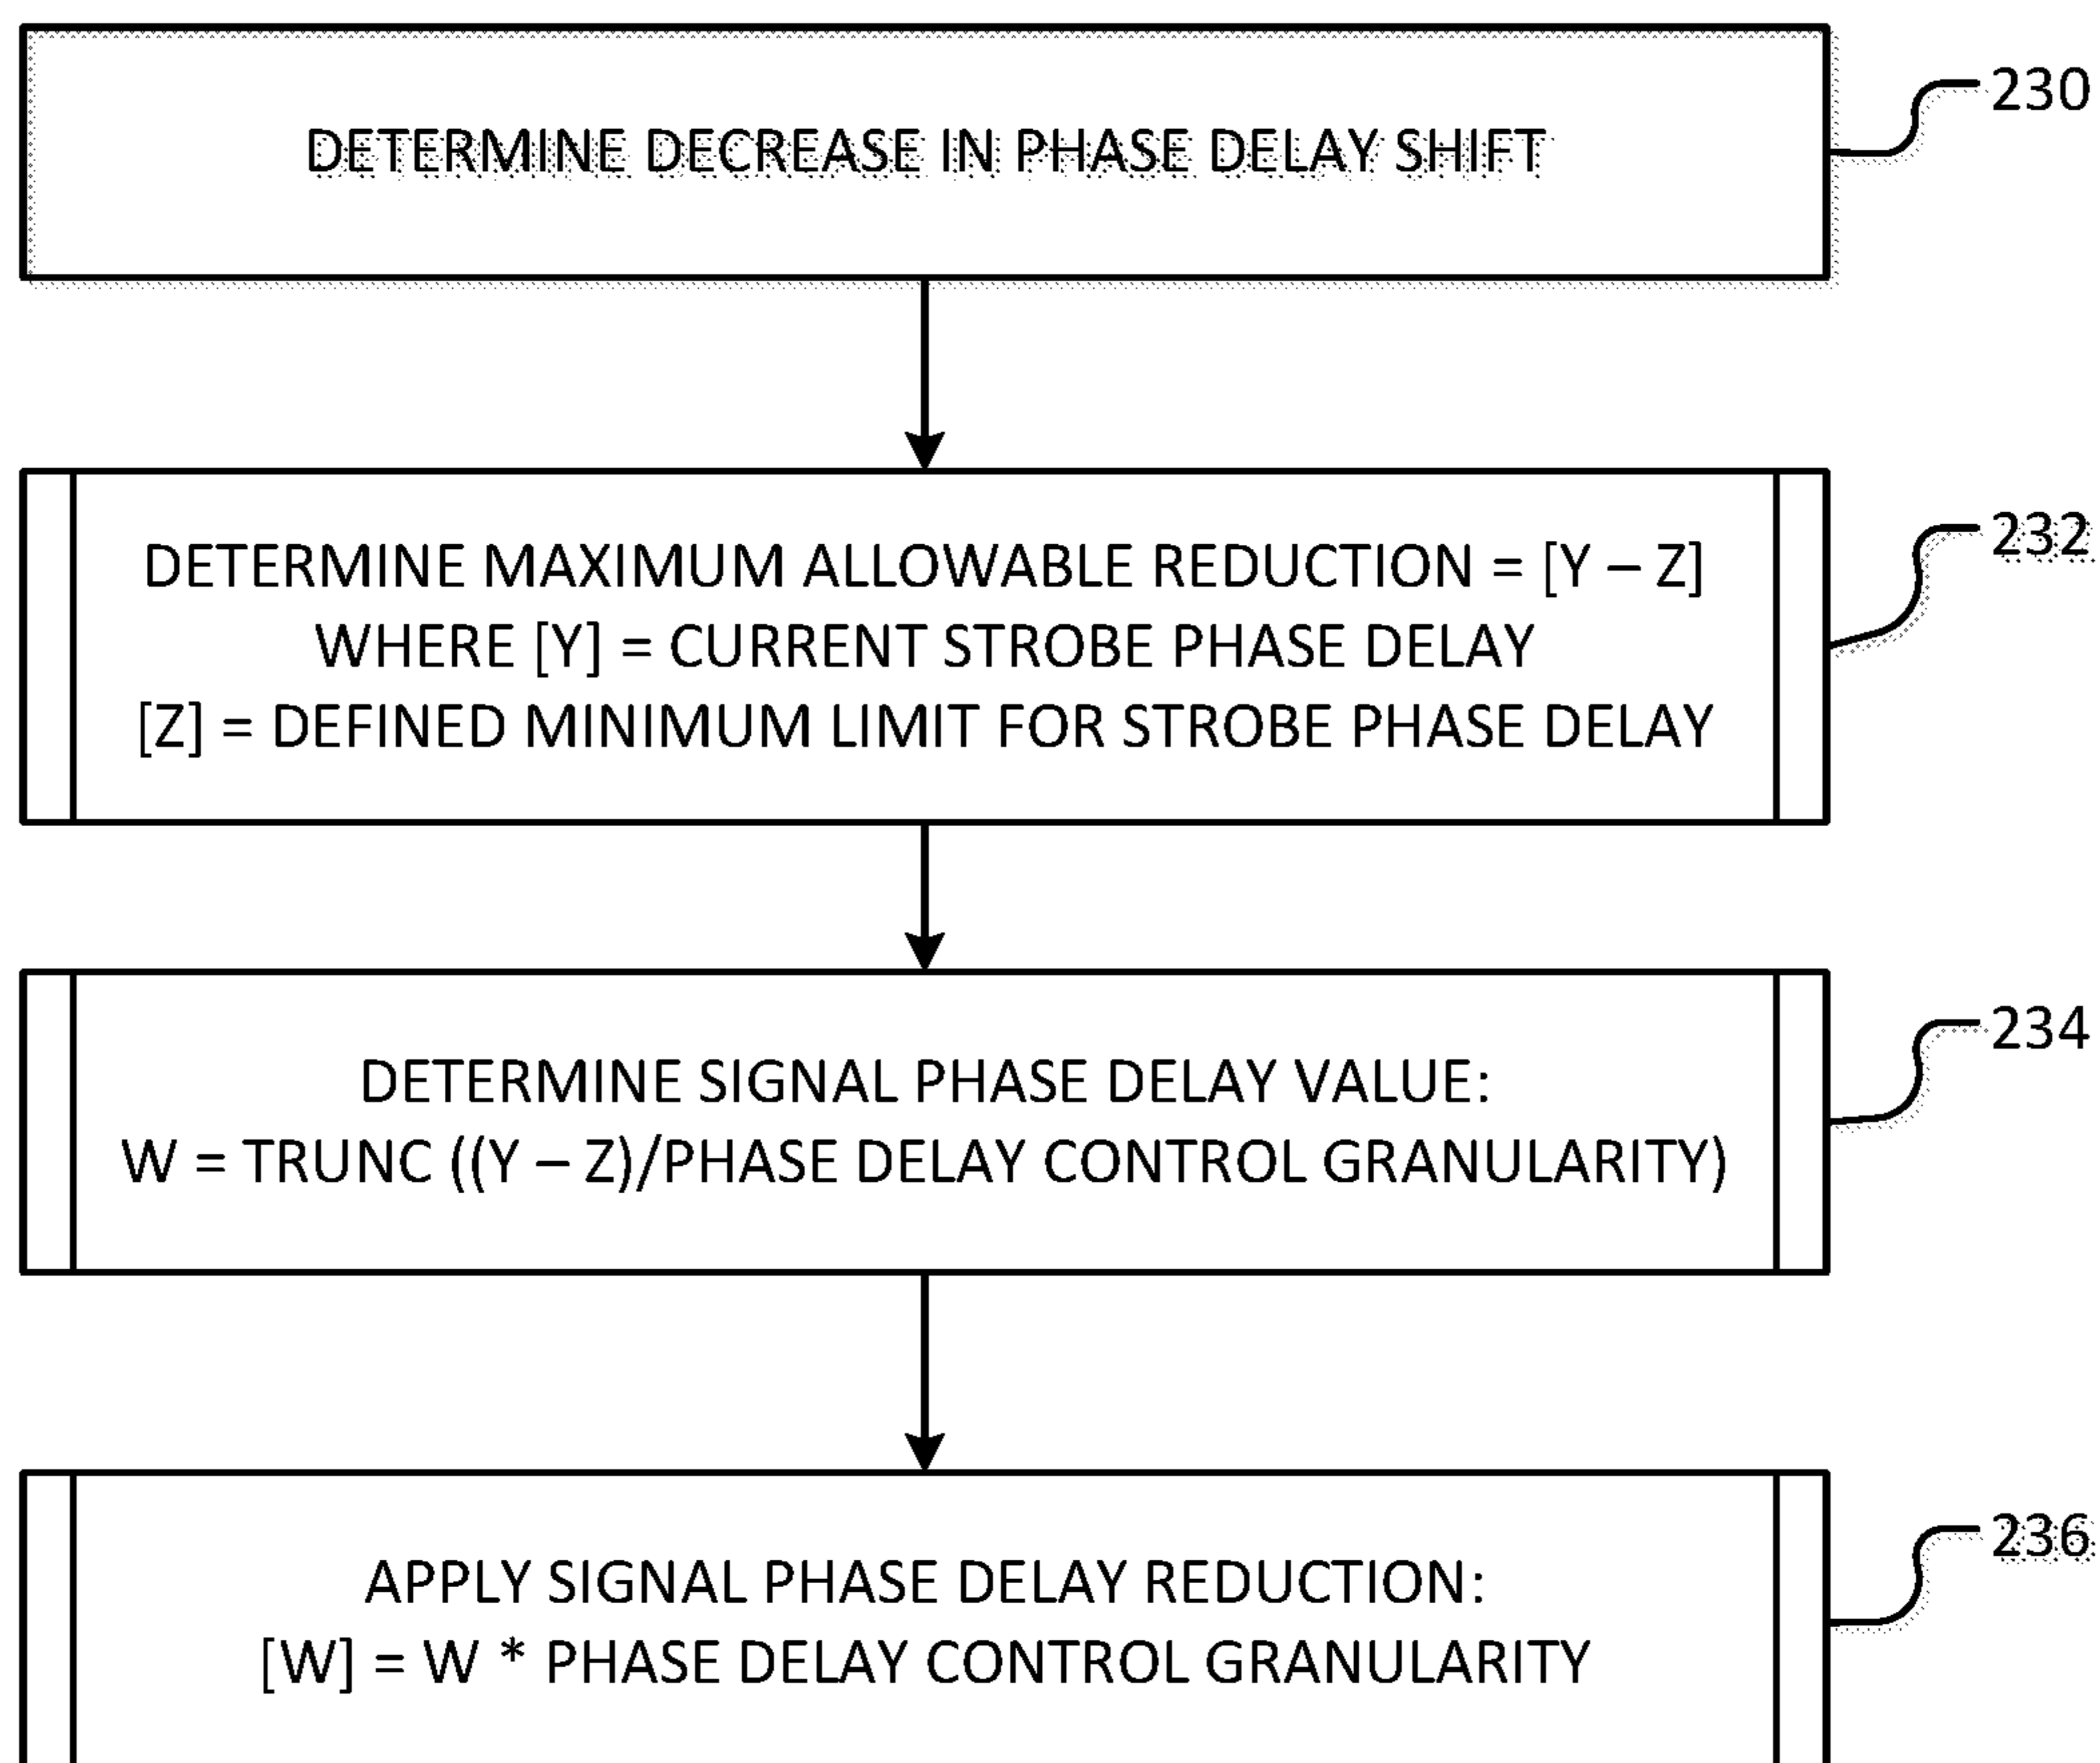 DETERMINE DECREASE IN PHASE DELAY SHIFT
230
DETERMINE MAXIMUM ALLOWABLE REDUCTION = [Y – Z]
WHERE [Y] = CURRENT STROBE PHASE DELAY
[Z] = DEFINED MINIMUM LIMIT FOR STROBE PHASE DELAY
232
DETERMINE SIGNAL PHASE DELAY VALUE:
W = TRUNC ((Y – Z)/PHASE DELAY CONTROL GRANULARITY)
234
APPLY SIGNAL PHASE DELAY REDUCTION:
[W] = W * PHASE DELAY CONTROL GRANULARITY
236